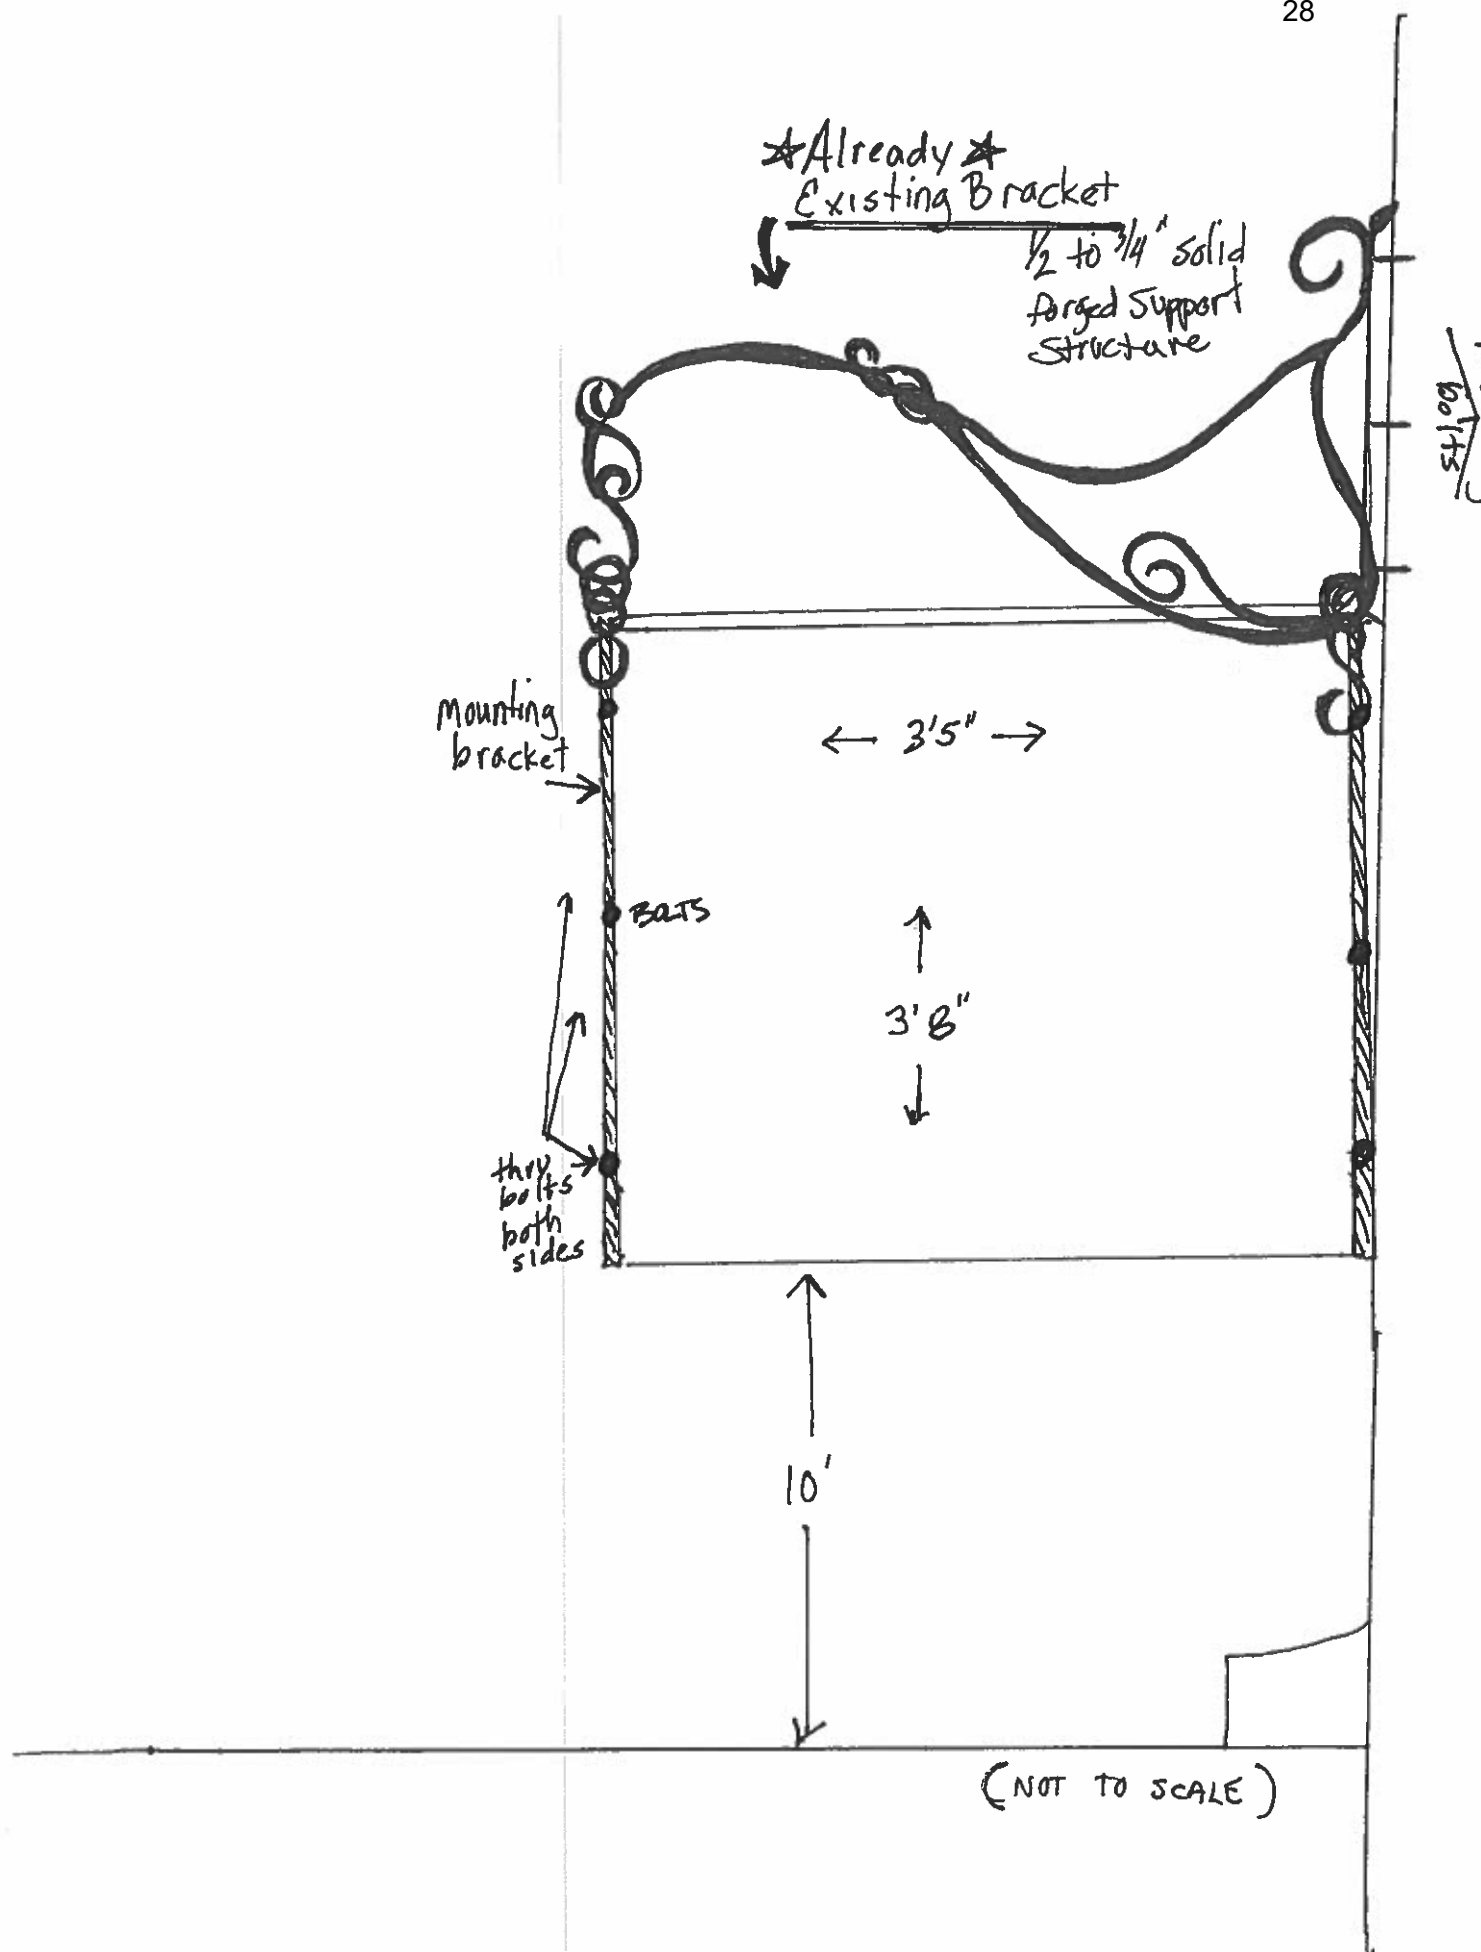 28
☆Already☆
Existing Bracket
1/2 to 3/4" solid
forged support
structure
bolts
mounting
bracket
3'5"
BOLTS
3'8"
thru
bolts
both
sides
10'
(NOT TO SCALE)